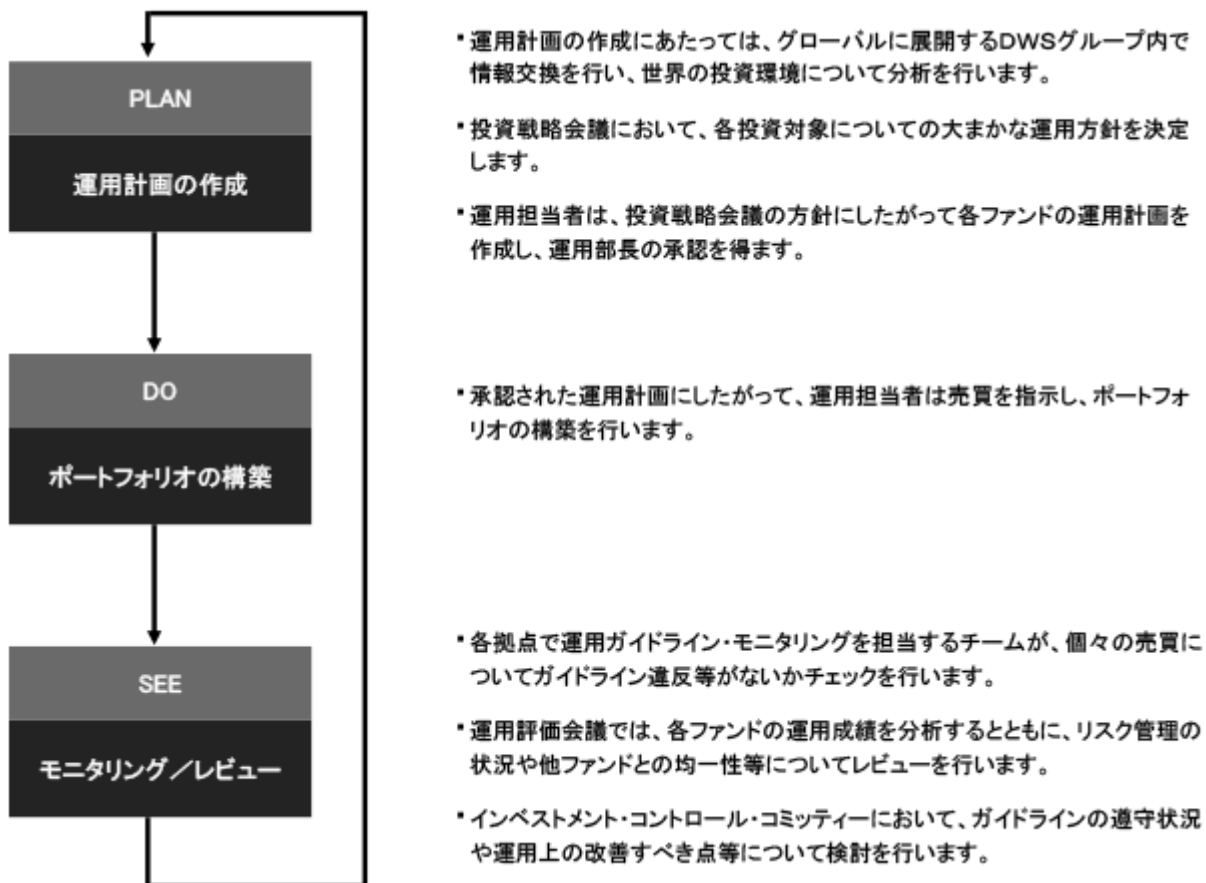 PLAN
運用計画の作成
▪運用計画の作成にあたっては、グローバルに展開するDWSグループ内で
情報交換を行い、世界の投資環境について分析を行います。
▪投資戦略会議において、各投資対象についての大まかな運用方針を決定
します。
▪運用担当者は、投資戦略会議の方針にしたがって各ファンドの運用計画を
作成し、運用部長の承認を得ます。
DO
ポートフォリオの構築
▪承認された運用計画にしたがって、運用担当者は売買を指示し、ポートフォ
リオの構築を行います。
SEE
モニタリング／レビュー
▪各拠点で運用ガイドライン・モニタリングを担当するチームが、個々の売買に
ついてガイドライン違反等がないかチェックを行います。
▪運用評価会議では、各ファンドの運用成績を分析するとともに、リスク管理の
状況や他ファンドとの均一性等についてレビューを行います。
▪インベストメント・コントロール・コミッティーにおいて、ガイドラインの遵守状況
や運用上の改善すべき点等について検討を行います。